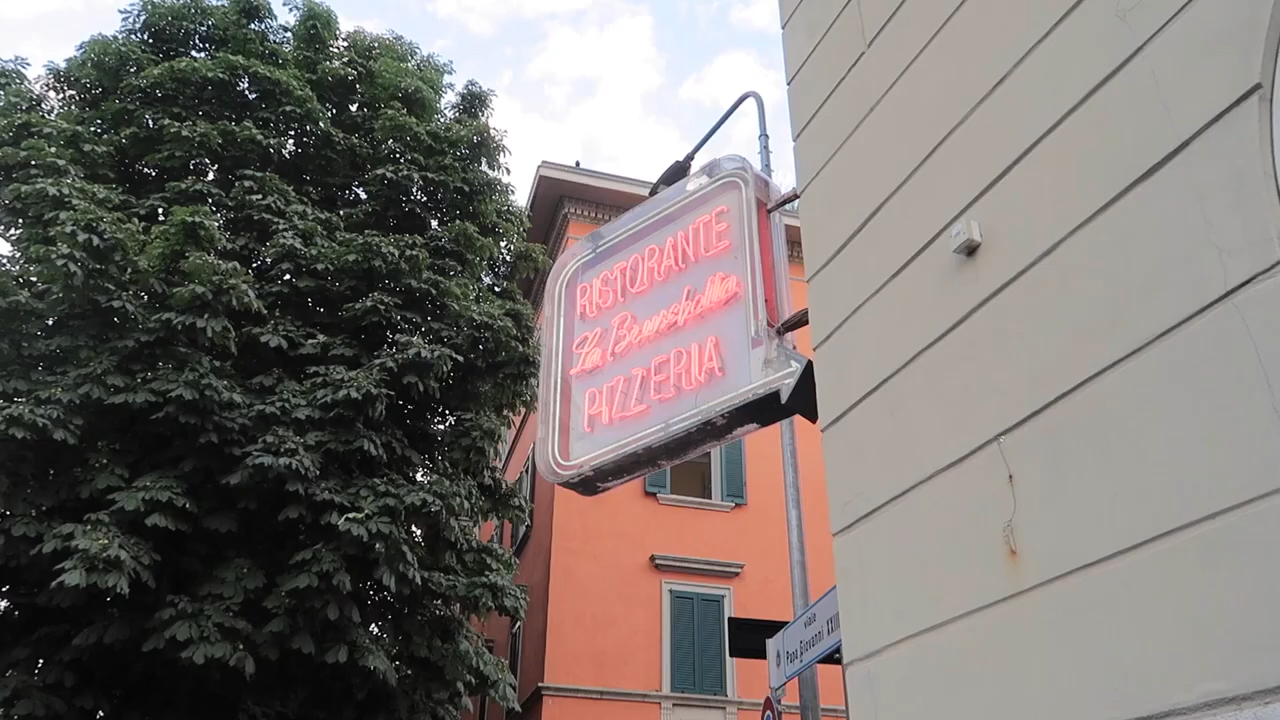 RISTORANTE
La Bruschetta
PIZZERIA
viale
Papa Giovanni XXIII